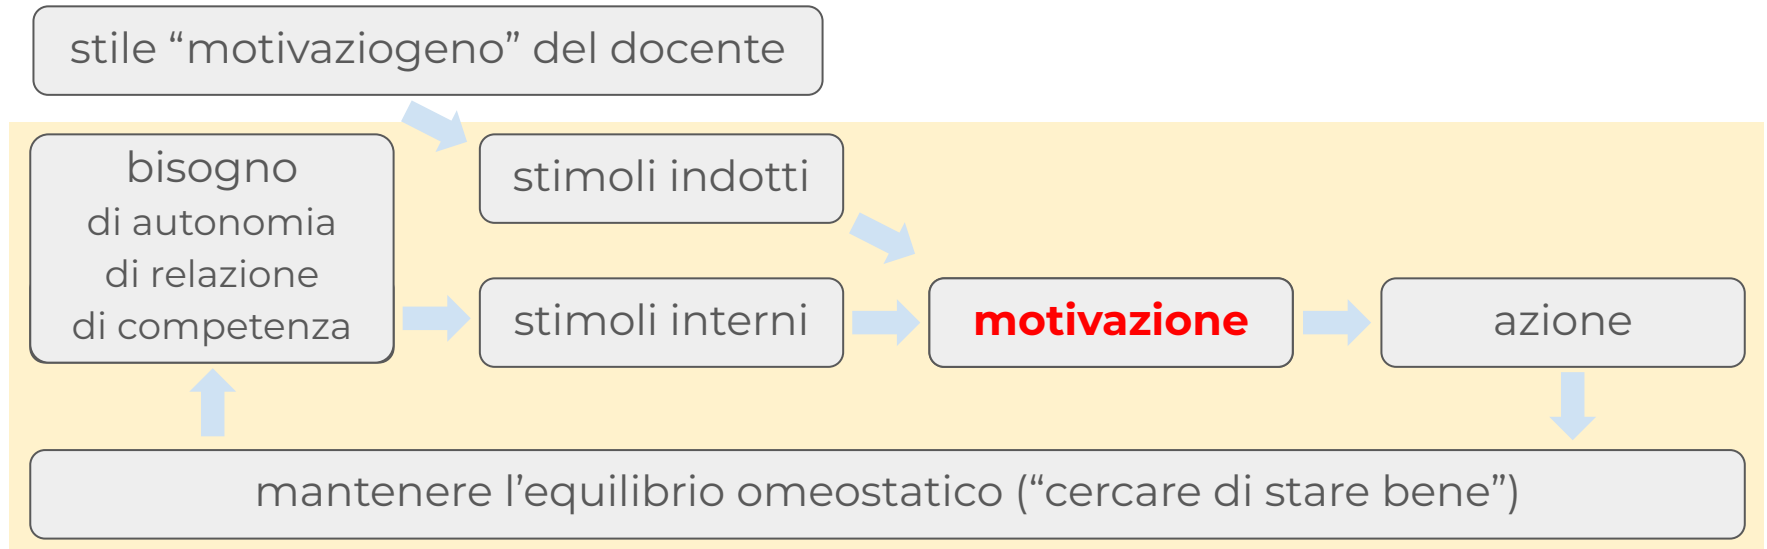 stile “motivaziogeno” del docente
bisogno
di autonomia
di relazione
di competenza
stimoli indotti
stimoli interni
motivazione
azione
mantenere l’equilibrio omeostatico (“cercare di stare bene”)